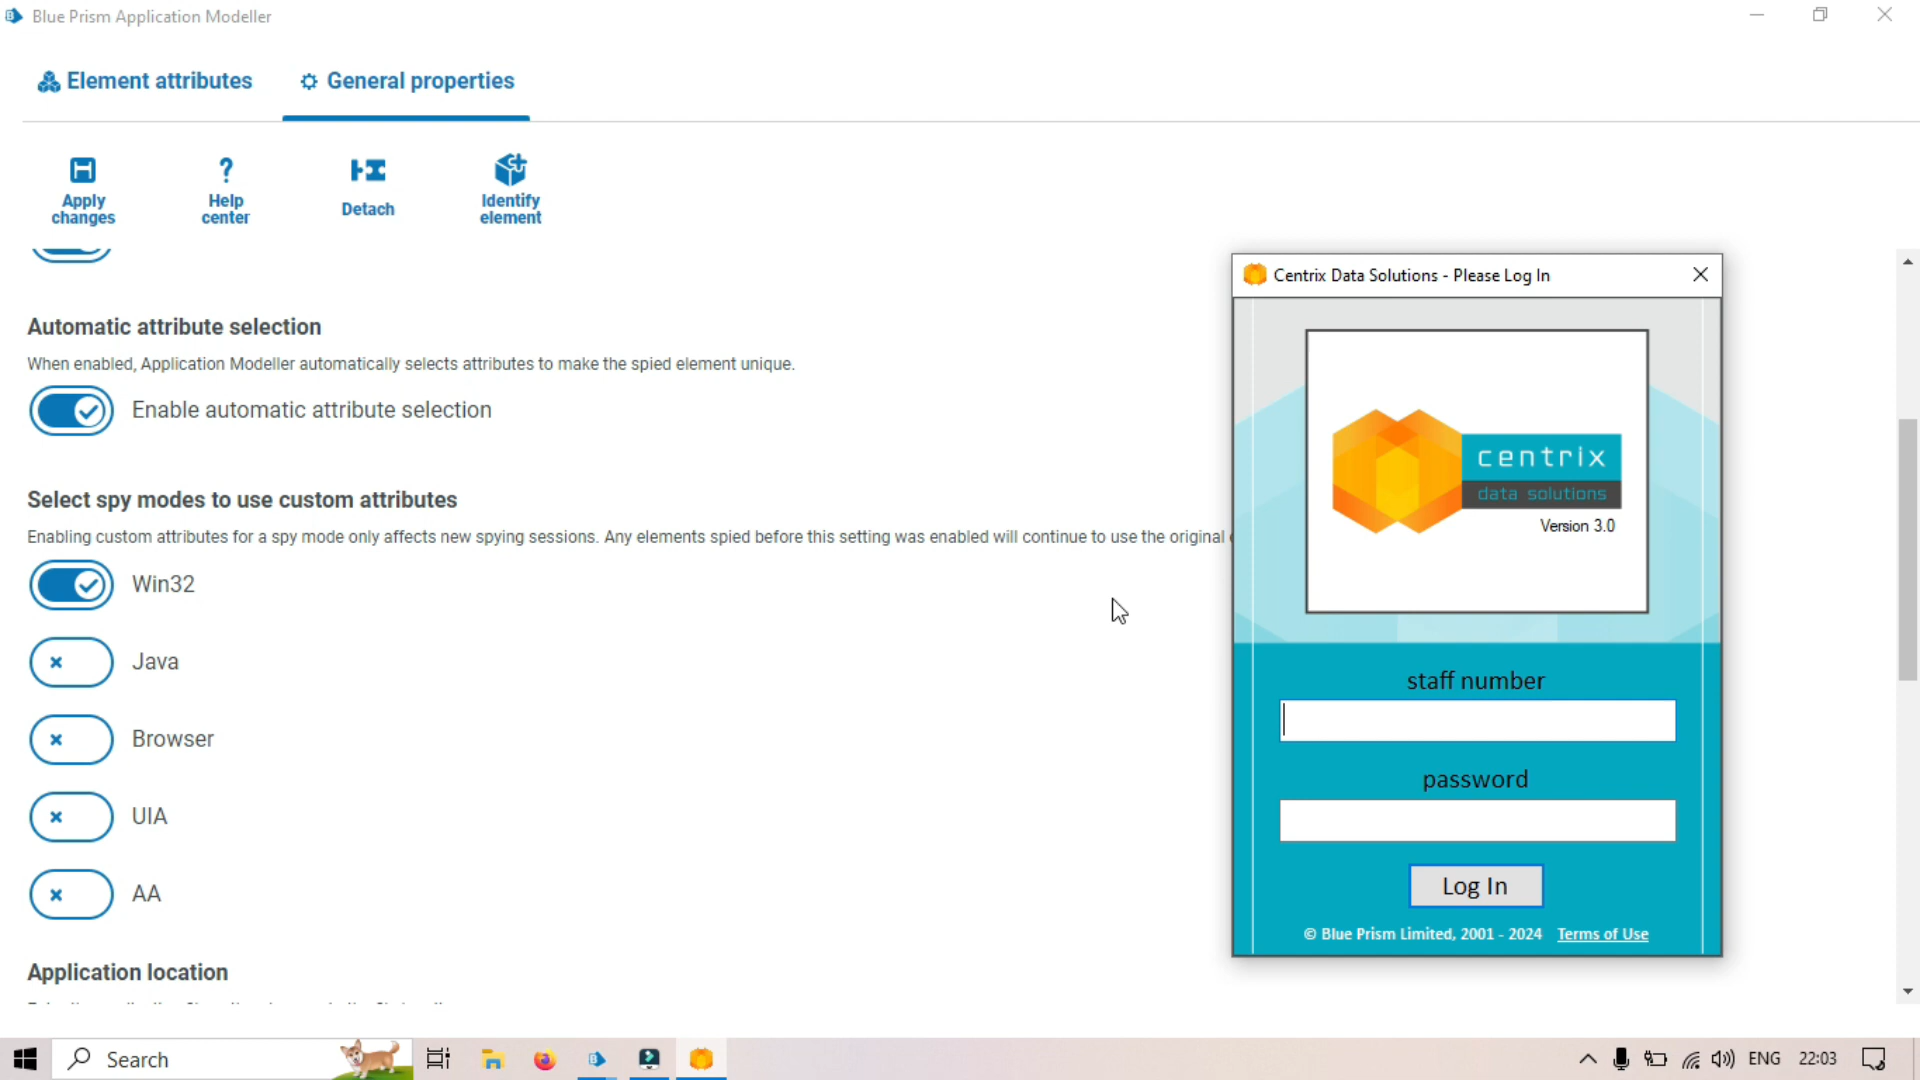 Blue Prism Application Modeller
Element attributes
General properties
Apply changes
Help center
Detach
Identify element
Automatic attribute selection
When enabled, Application Modeller automatically selects attributes to make the spied element unique.
Enable automatic attribute selection
Select spy modes to use custom attributes
Enabling custom attributes for a spy mode only affects new spying sessions. Any elements spied before this setting was enabled will continue to use the original
Win32
Java
Browser
UIA
AA
Application location
Centrix Data Solutions - Please Log In
centrix
data solutions
Version 3.0
staff number
password
Log In
© Blue Prism Limited, 2001 - 2024 Terms of Use
Search
ENG
22:03